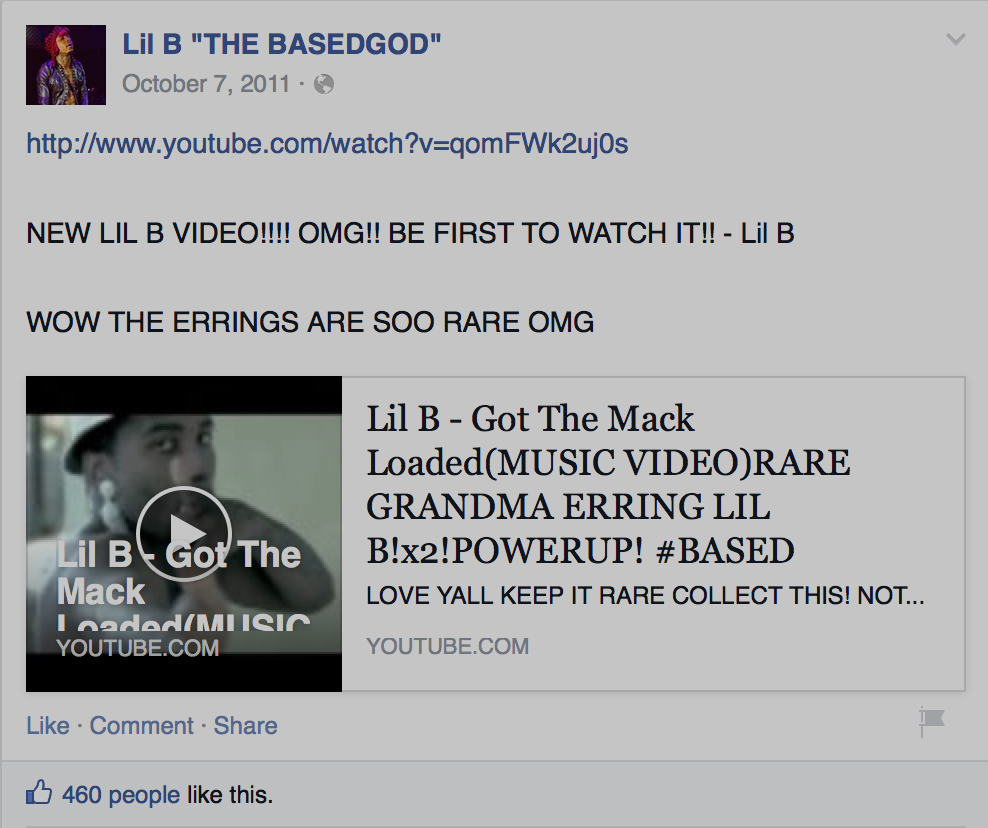 Lil B "THE BASEDGOD"
October 7, 2011 ·
http://www.youtube.com/watch?v=qomFWk2uj0s
NEW LIL B VIDEO!!!! OMG!! BE FIRST TO WATCH IT!! - Lil B
WOW THE ERRINGS ARE SOO RARE OMG
Lil B - Got The
Mack
Loaded(MUSIC
YOUTUBE.COM
Lil B - Got The Mack
Loaded(MUSIC VIDEO)RARE
GRANDMA ERRING LIL
B!x2!POWERUP! #BASED
LOVE YALL KEEP IT RARE COLLECT THIS! NOT...
YOUTUBE.COM
Like · Comment · Share
460 people like this.